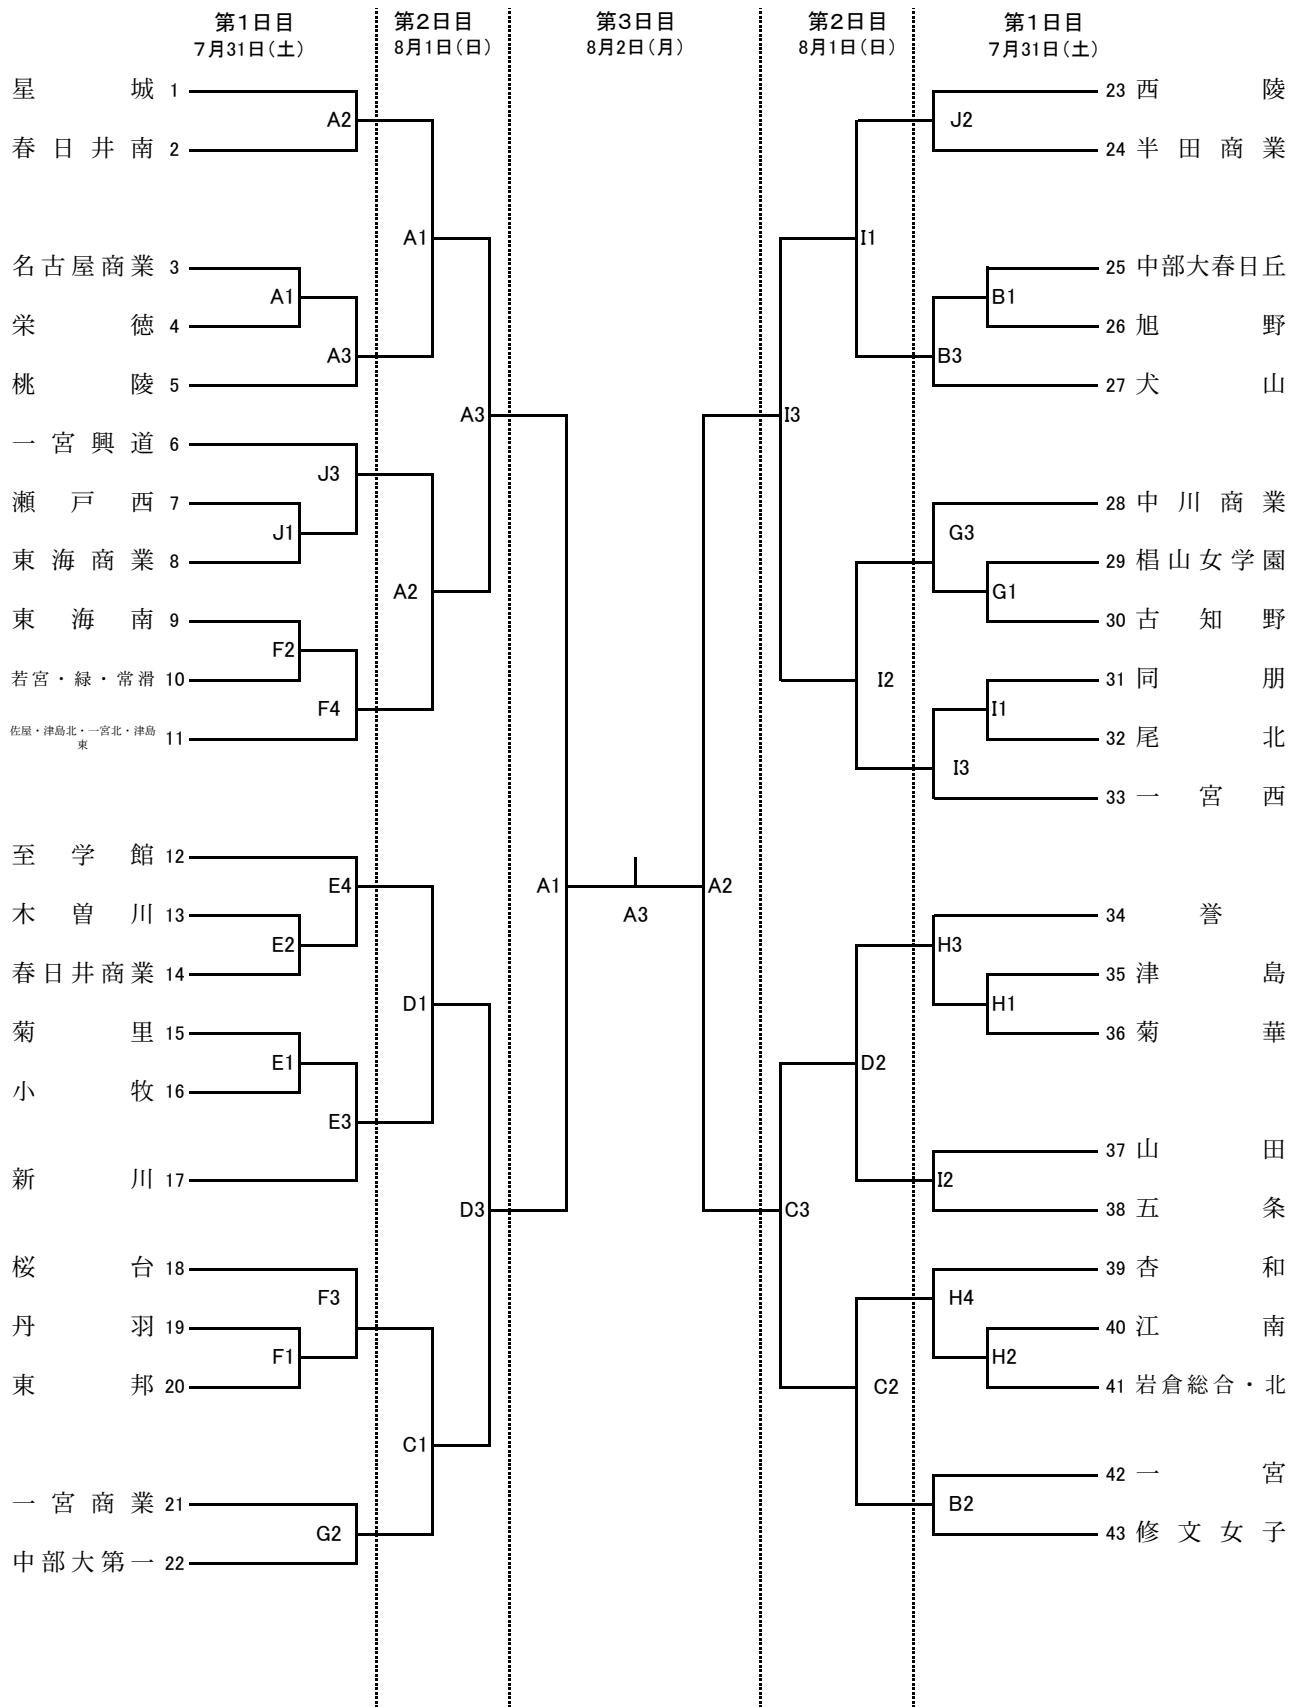 第1日目 第2日目 第3日目 第2日目 第1日目
7月31日(土) 8月1日(日) 8月2日(月) 8月1日(日) 7月31日(土)
星城 1
A2
春日井南 2
A1
名古屋商業 3
A1
栄徳 4
A3
桃陵 5
A3
一宮興道 6
J3
瀬戸西 7
J1
東海商業 8
A2
東海南 9
F2
若宮・緑・常滑 10
F4
佐屋・津島北・一宮北・津島
東
11
至学館 12
E4
木曽川 13
E2
春日井商業 14
D1
菊里 15
E1
小牧 16
E3
新川 17
D3
桜台 18
F3
丹羽 19
F1
東邦 20
C1
一宮商業 21
G2
中部大第一 22
A1
A3
A2
23 西陵
J2
24 半田商業
I1
25 中部大春日丘
B1
26 旭野
B3
27 犬山
I3
28 中川商業
G3
29 椙山女学園
G1
30 古知野
I2
31 同朋
I1
32 尾北
I3
33 一宮西
34 誉
H3
35 津島
H1
36 菊華
D2
37 山田
I2
38 五条
C3
39 杏和
H4
40 江南
H2
41 岩倉総合・北
C2
42 一宮
B2
43 修文女子